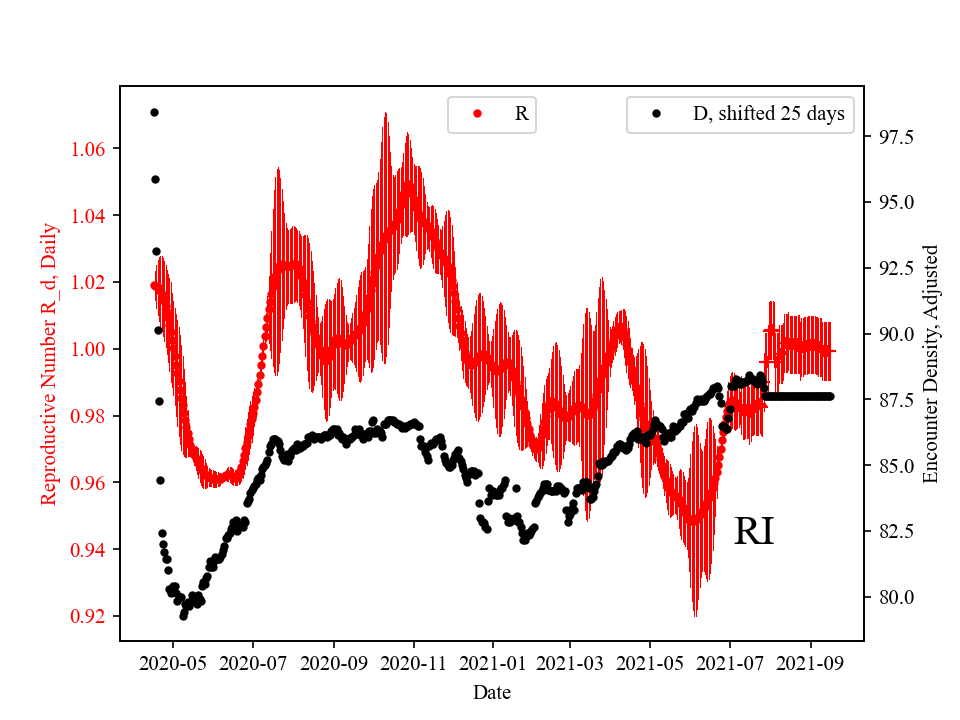 R
D, shifted 25 days
Reproductive Number R_d, Daily
1.06
1.04
1.02
1.00
0.98
0.96
0.94
0.92
97.5
95.0
92.5
90.0
87.5
85.0
82.5
80.0
Encounter Density, Adjusted
RI
2020-05 2020-07 2020-09 2020-11 2021-01 2021-03 2021-05 2021-07 2021-09
Date